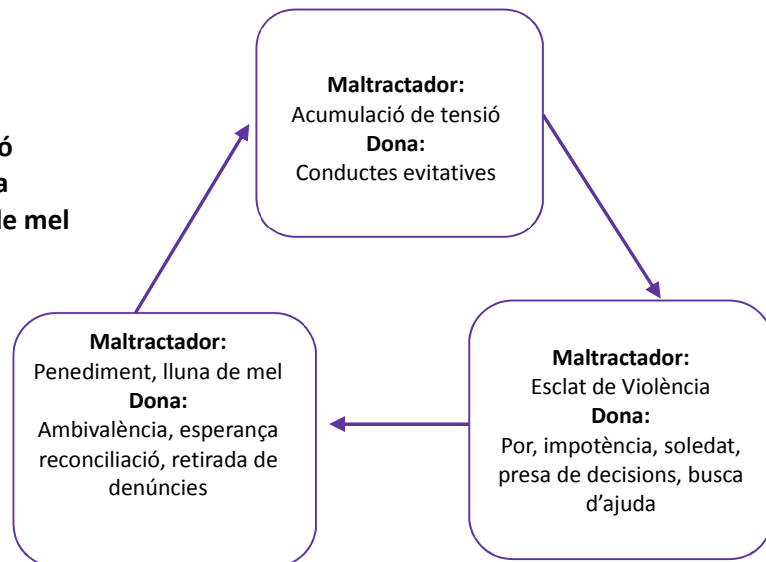 ó
a
de mel
Maltractador:
Acumulació de tensió
Dona:
Conductes evitatives
Maltractador:
Penediment, lluna de mel
Dona:
Ambivalència, esperança
reconciliació, retirada de
denúncies
Maltractador:
Esclat de Violència
Dona:
Por, impotència, soledat,
presa de decisions, busca
d’ajuda